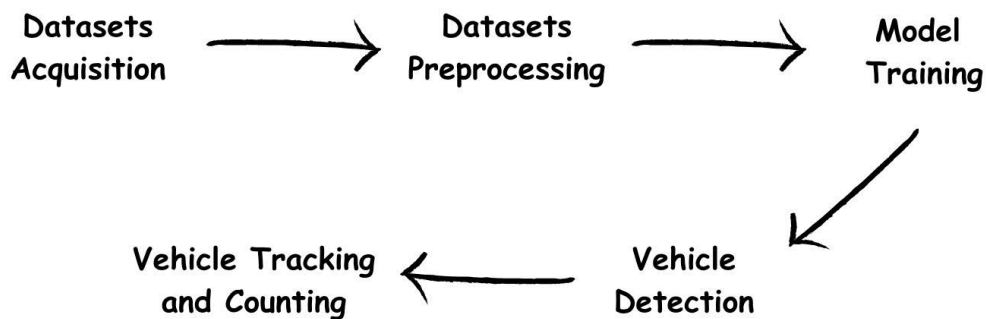 Datasets
Acquisition
Datasets
Preprocessing
Model
Training
Vehicle
Detection
Vehicle Tracking
and Counting